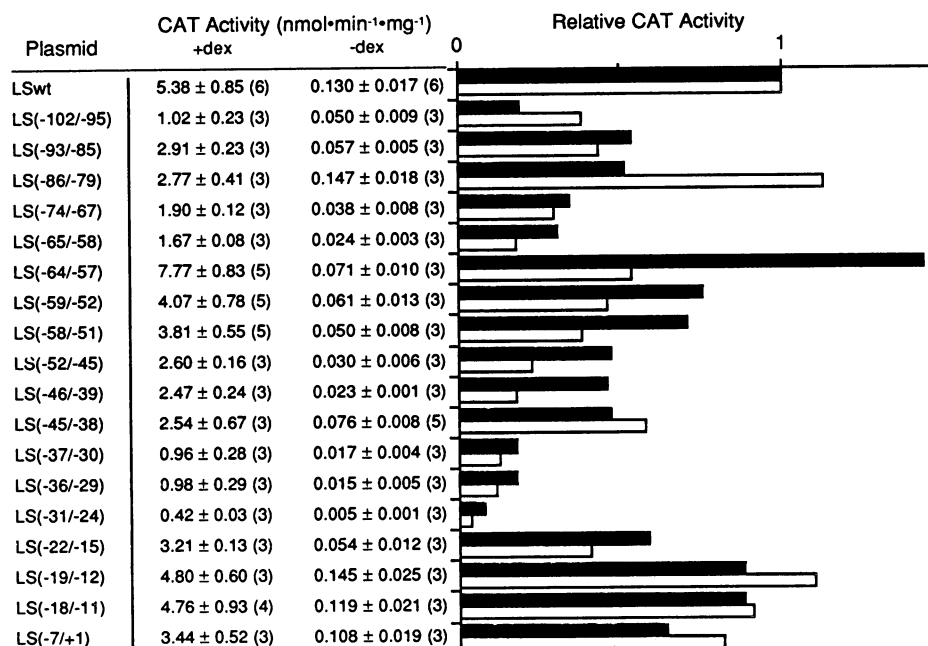 CAT Activity (nmol•min⁻¹•mg⁻¹) Relative CAT Activity
Plasmid +dex -dex 0 1
LSwt 5.38 ± 0.85 (6) 0.130 ± 0.017 (6)
LS(-102/-95) 1.02 ± 0.23 (3) 0.050 ± 0.009 (3)
LS(-93/-85) 2.91 ± 0.23 (3) 0.057 ± 0.005 (3)
LS(-86/-79) 2.77 ± 0.41 (3) 0.147 ± 0.018 (3)
LS(-74/-67) 1.90 ± 0.12 (3) 0.038 ± 0.008 (3)
LS(-65/-58) 1.67 ± 0.08 (3) 0.024 ± 0.003 (3)
LS(-64/-57) 7.77 ± 0.83 (5) 0.071 ± 0.010 (3)
LS(-59/-52) 4.07 ± 0.78 (5) 0.061 ± 0.013 (3)
LS(-58/-51) 3.81 ± 0.55 (5) 0.050 ± 0.008 (3)
LS(-52/-45) 2.60 ± 0.16 (3) 0.030 ± 0.006 (3)
LS(-46/-39) 2.47 ± 0.24 (3) 0.023 ± 0.001 (3)
LS(-45/-38) 2.54 ± 0.67 (3) 0.076 ± 0.008 (5)
LS(-37/-30) 0.96 ± 0.28 (3) 0.017 ± 0.004 (3)
LS(-36/-29) 0.98 ± 0.29 (3) 0.015 ± 0.005 (3)
LS(-31/-24) 0.42 ± 0.03 (3) 0.005 ± 0.001 (3)
LS(-22/-15) 3.21 ± 0.13 (3) 0.054 ± 0.012 (3)
LS(-19/-12) 4.80 ± 0.60 (3) 0.145 ± 0.025 (3)
LS(-18/-11) 4.76 ± 0.93 (4) 0.119 ± 0.021 (3)
LS(-7/+1) 3.44 ± 0.52 (3) 0.108 ± 0.019 (3)